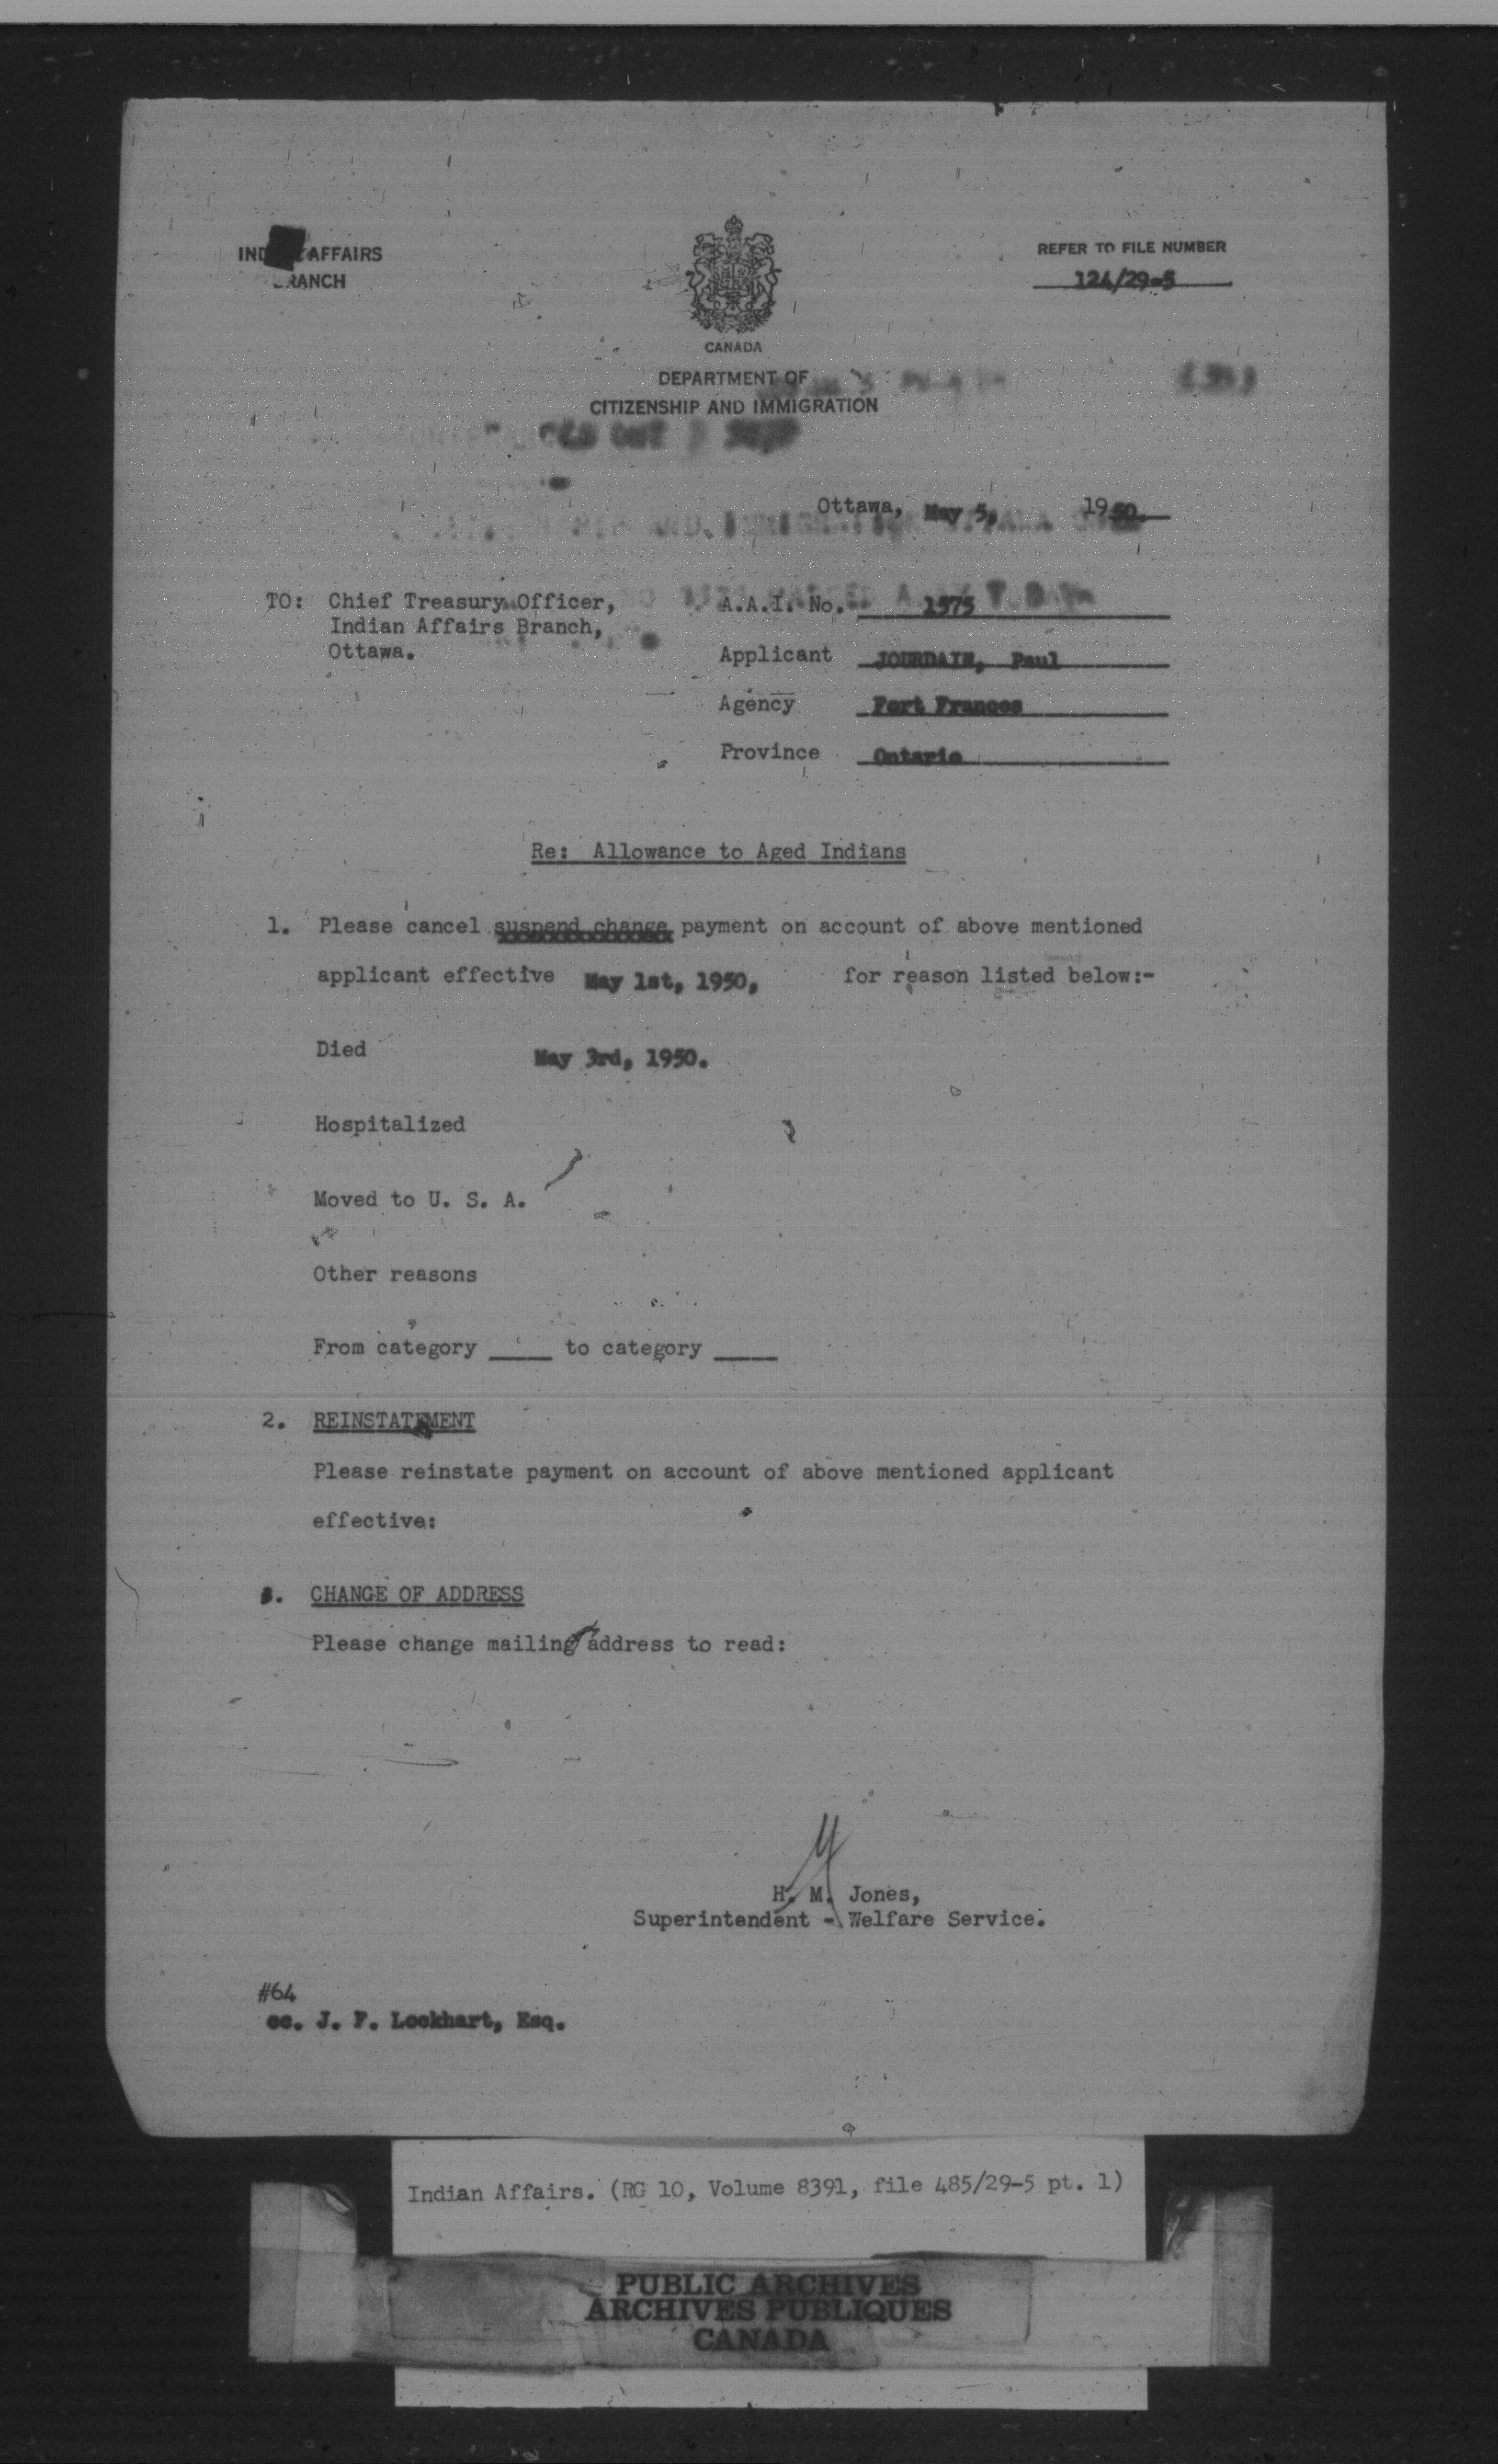 INDIAN AFFAIRS
BRANCH
REFER TO FILE NUMBER
124/29-5
CANADA
DEPARTMENT OF
CITIZENSHIP AND IMMIGRATION
Ottawa, May 5, 1950.
TO: Chief Treasury Officer,
Indian Affairs Branch,
Ottawa.
A.A.I. No. 1575
Applicant JOURDAIN, Paul
Agency Fort Frances
Province Ontario
Re: Allowance to Aged Indians
1. Please cancel suspend change payment on account of above mentioned
applicant effective May 1st, 1950, for reason listed below:-
Died May 3rd, 1950.
Hospitalized
Moved to U. S. A.
Other reasons
From category _____ to category _____
2. REINSTATEMENT
Please reinstate payment on account of above mentioned applicant
effective:
3. CHANGE OF ADDRESS
Please change mailing address to read:
H. M. Jones,
Superintendent - Welfare Service.
#64
cc. J. F. Lockhart, Esq.
Indian Affairs. (RG 10, Volume 8391, file 485/29-5 pt. 1)
PUBLIC ARCHIVES
ARCHIVES PUBLIQUES
CANADA